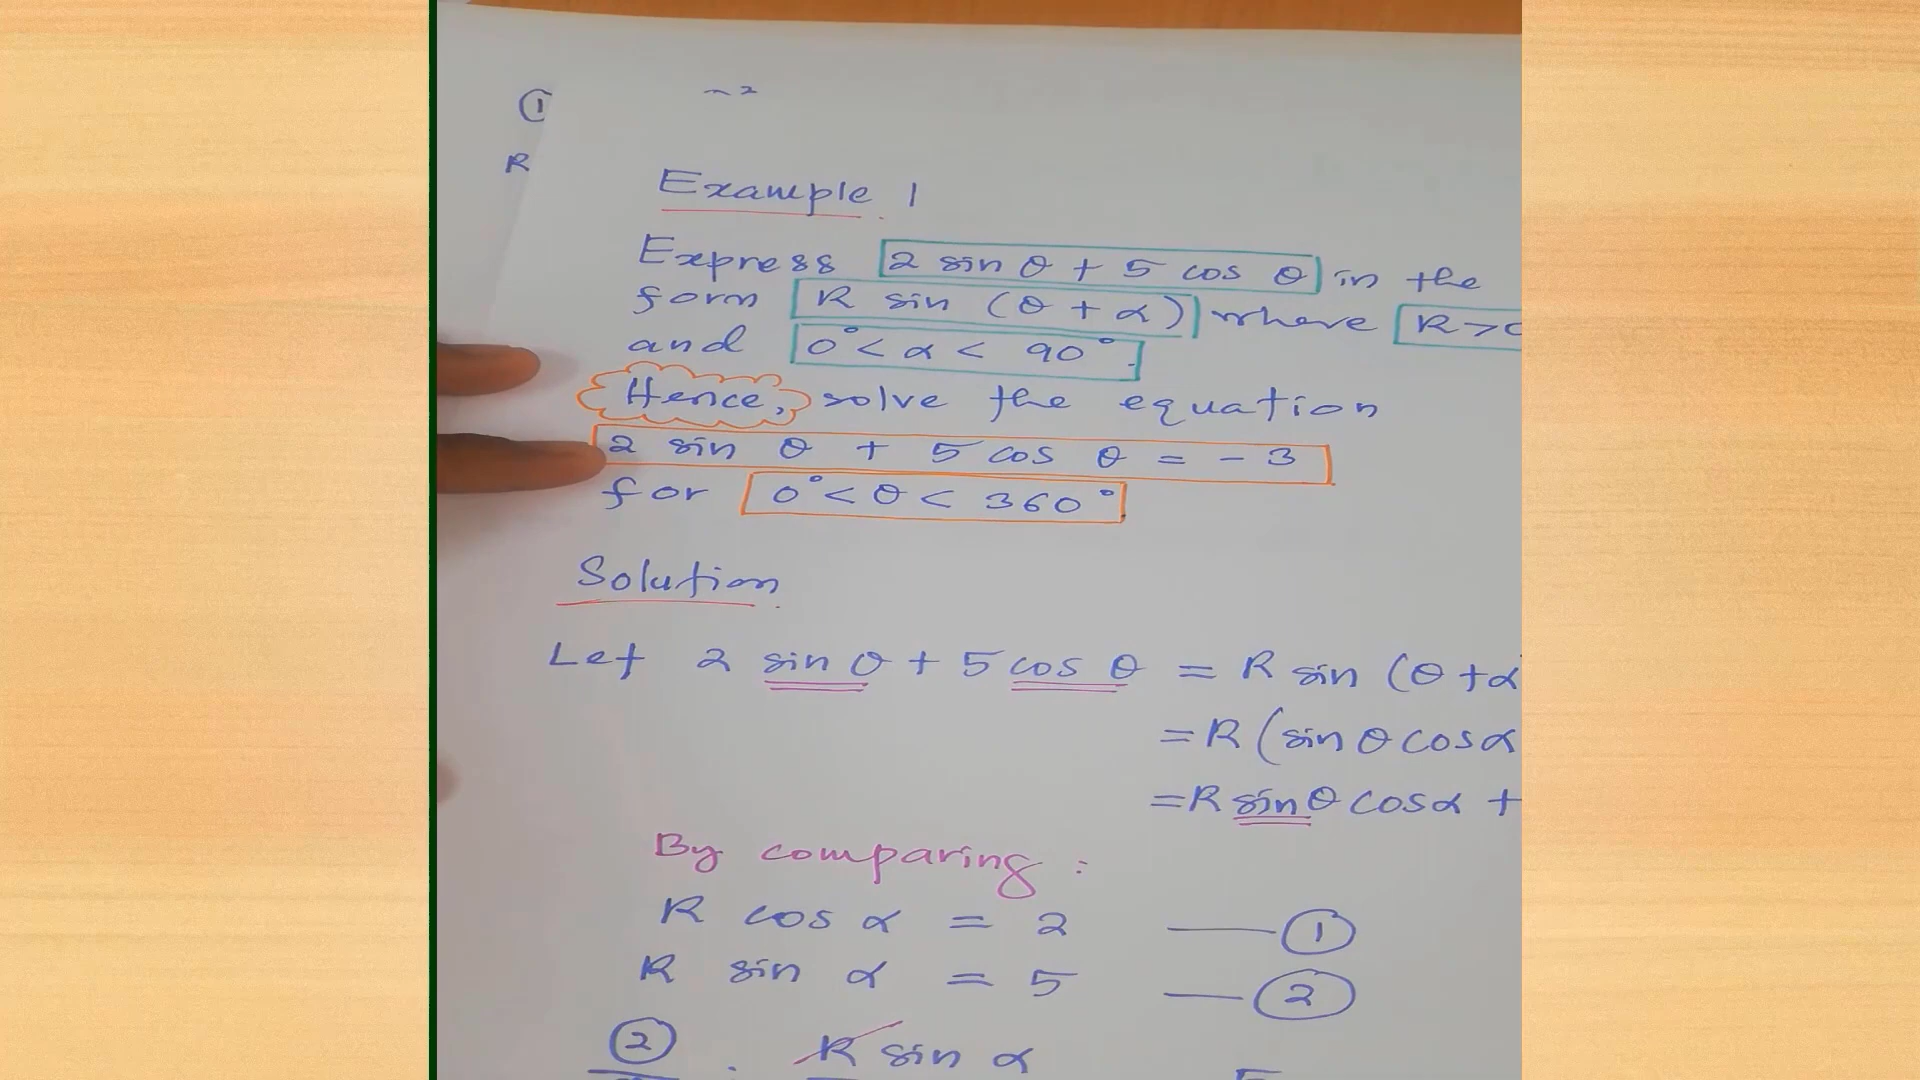 ①
R
Example 1
Express 2 sin θ + 5 cos θ in the
form R sin (θ + α) where R >
and 0° < α < 90°.
Hence, solve the equation
2 sin θ + 5 cos θ = - 3
for 0° < θ < 360°
Solution
Let 2 sin θ + 5 cos θ = R sin (θ + α
= R (sin θ cos α
= R sin θ cos α +
By comparing :
R cos α = 2 — ①
R sin α = 5 — ②
② R sin α